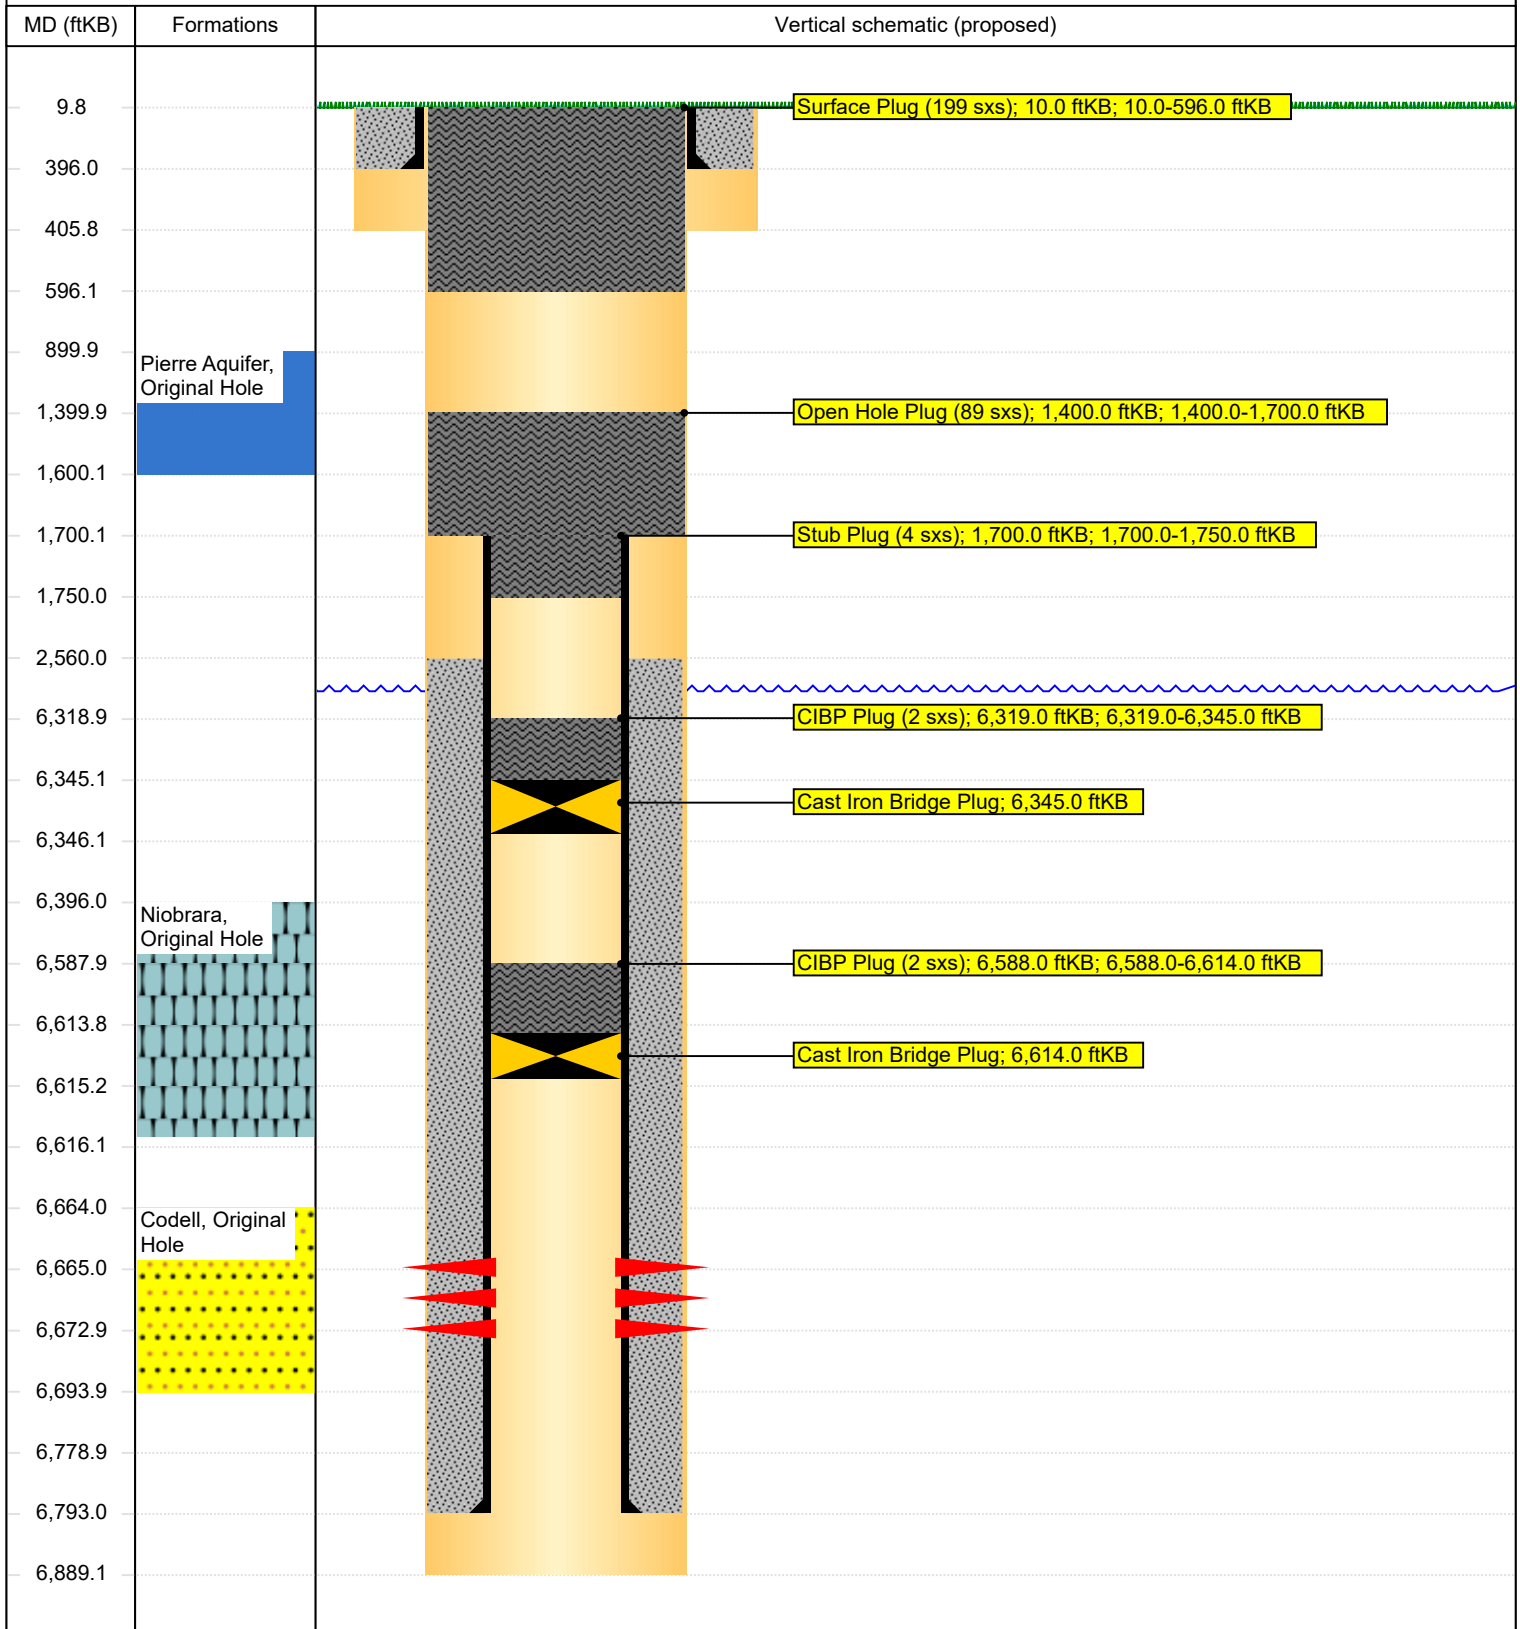 MD (ftKB) Formations Vertical schematic (proposed)
9.8 Surface Plug (199 sxs); 10.0 ftKB; 10.0-596.0 ftKB
396.0
405.8
596.1
899.9
Pierre Aquifer,
Original Hole
1,399.9 Open Hole Plug (89 sxs); 1,400.0 ftKB; 1,400.0-1,700.0 ftKB
1,600.1
1,700.1 Stub Plug (4 sxs); 1,700.0 ftKB; 1,700.0-1,750.0 ftKB
1,750.0
2,560.0
6,318.9 CIBP Plug (2 sxs); 6,319.0 ftKB; 6,319.0-6,345.0 ftKB
6,345.1
Cast Iron Bridge Plug; 6,345.0 ftKB
6,346.1
6,396.0
Niobrara,
Original Hole
6,587.9 CIBP Plug (2 sxs); 6,588.0 ftKB; 6,588.0-6,614.0 ftKB
6,613.8
Cast Iron Bridge Plug; 6,614.0 ftKB
6,615.2
6,616.1
6,664.0
Codell, Original
Hole
6,665.0
6,672.9
6,693.9
6,778.9
6,793.0
6,889.1